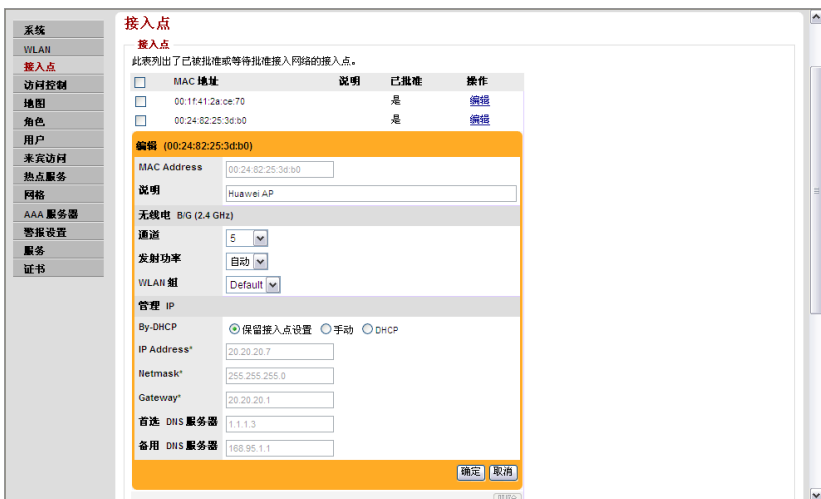 系统
WLAN
接入点
访问控制
地图
角色
用户
来宾访问
热点服务
网格
AAA 服务器
警报设置
服务
证书
接入点
接入点
此表列出了已被批准或等待批准接入网络的接入点。
MAC 地址 说明 已批准 操作
00:1f:41:2a:ce:70 是 编辑
00:24:82:25:3d:b0 是 编辑
编辑 (00:24:82:25:3d:b0)
MAC Address 00:24:82:25:3d:b0
说明 Huawei AP
无线电 B/G (2.4 GHz)
通道 5
发射功率 自动
WLAN 组 Default
管理 IP
By-DHCP 保留接入点设置 手动 DHCP
IP Address* 20.20.20.7
Netmask* 255.255.255.0
Gateway* 20.20.20.1
首选 DNS 服务器 1.1.1.3
备用 DNS 服务器 168.95.1.1
确定 取消